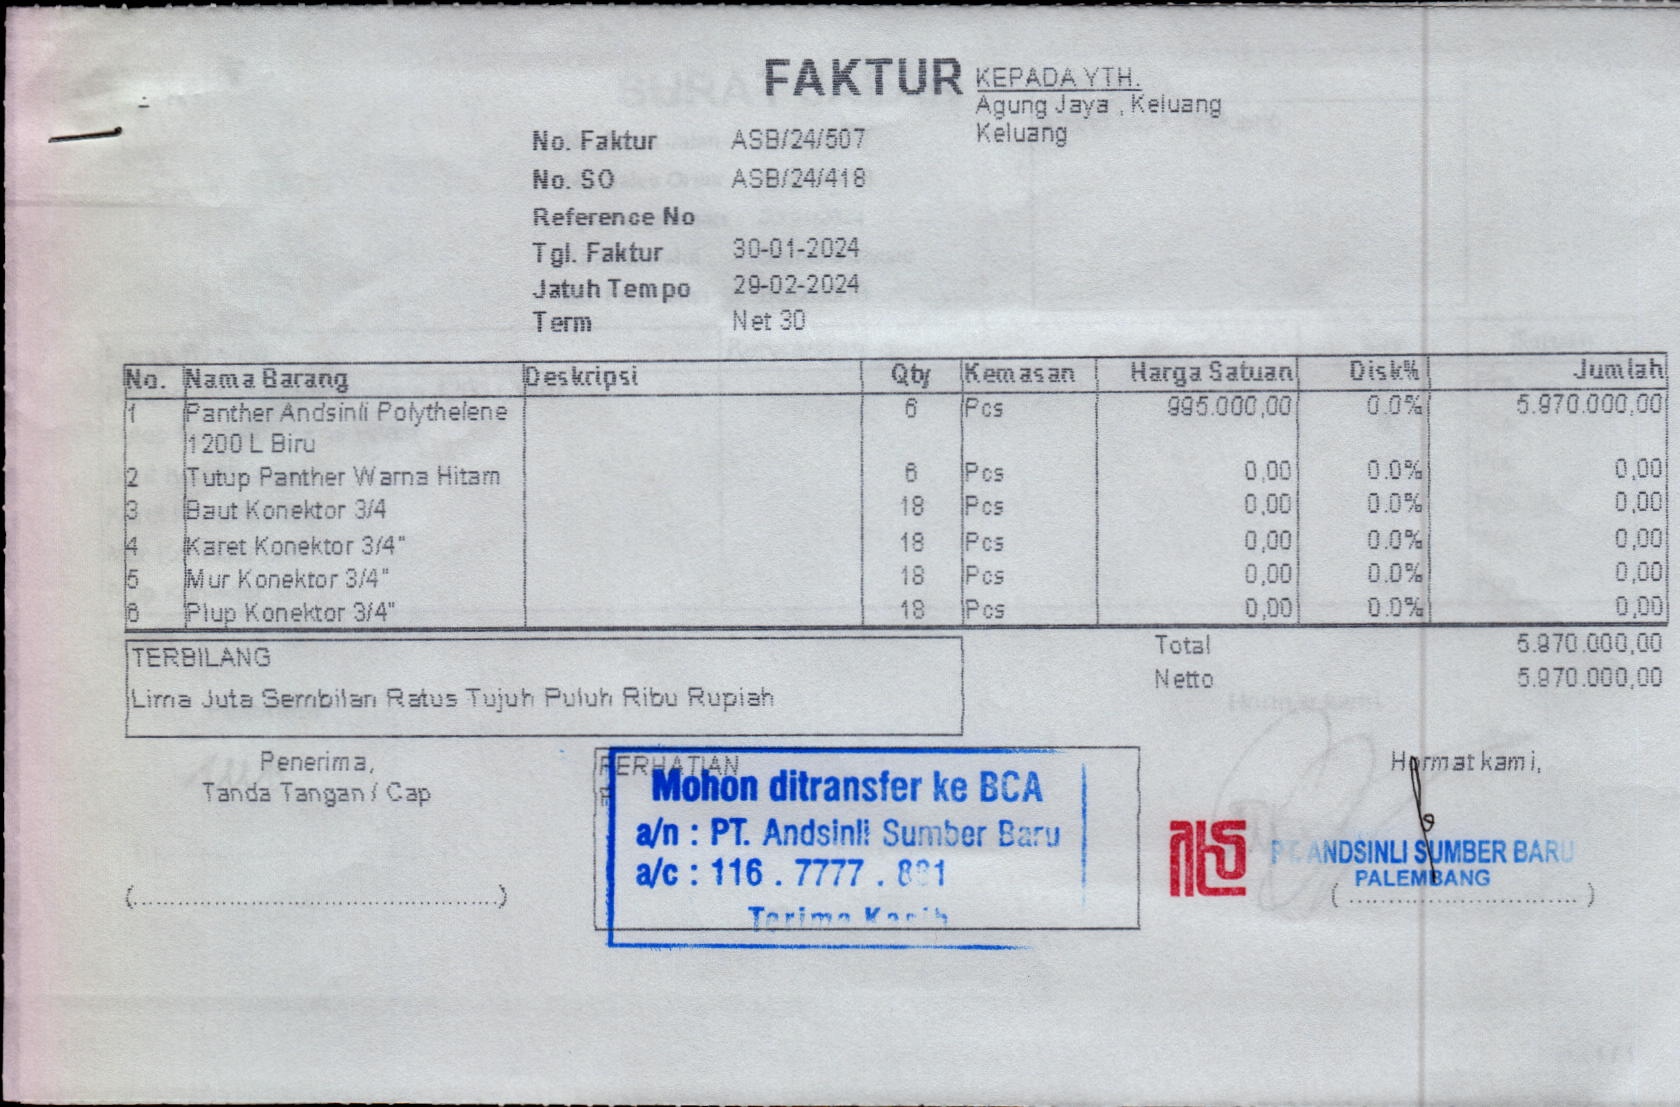 FAKTUR
KEPADA YTH.
Agung Jaya , Keluang
Keluang
No. Faktur ASB/24/507
No. SO ASB/24/418
Reference No
Tgl. Faktur 30-01-2024
Jatuh Tempo 29-02-2024
Term Net 30
No. Nama Barang Deskripsi Qty Kemasan Harga Satuan Disk% Jumlah
1 Panther Andsinli Polythelene 6 Pcs 995.000,00 0.0% 5.970.000,00
1200 L Biru
2 Tutup Panther Warna Hitam 6 Pcs 0,00 0.0% 0,00
3 Baut Konektor 3/4 18 Pcs 0,00 0.0% 0,00
4 Karet Konektor 3/4" 18 Pcs 0,00 0.0% 0,00
5 Mur Konektor 3/4" 18 Pcs 0,00 0.0% 0,00
6 Plup Konektor 3/4" 18 Pcs 0,00 0.0% 0,00
Total 5.970.000,00
Netto 5.970.000,00
TERBILANG
Lima Juta Sembilan Ratus Tujuh Puluh Ribu Rupiah
Penerima,
Tanda Tangan / Cap
(..............................................)
PERHATIAN
Mohon ditransfer ke BCA
a/n : PT. Andsinli Sumber Baru
a/c : 116 . 7777 .
Terima Kasih
Hormat kami,
PT. ANDSINLI SUMBER BARU
PALEMBANG
(..............................)